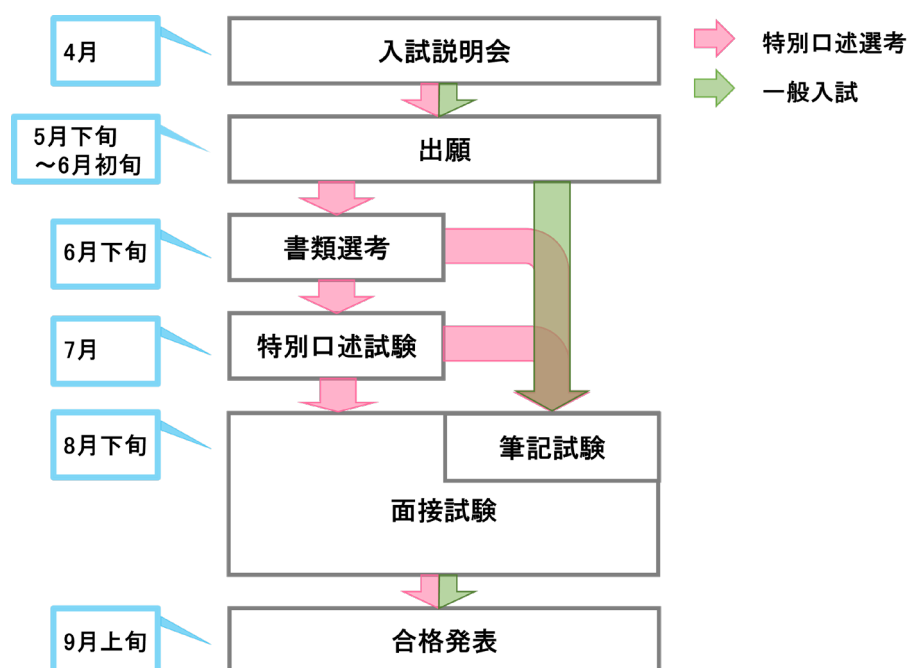 4月
入試説明会
特別口述選考
一般入試
5月下旬
～6月初旬
出願
6月下旬
書類選考
7月
特別口述試験
8月下旬
筆記試験
面接試験
9月上旬
合格発表